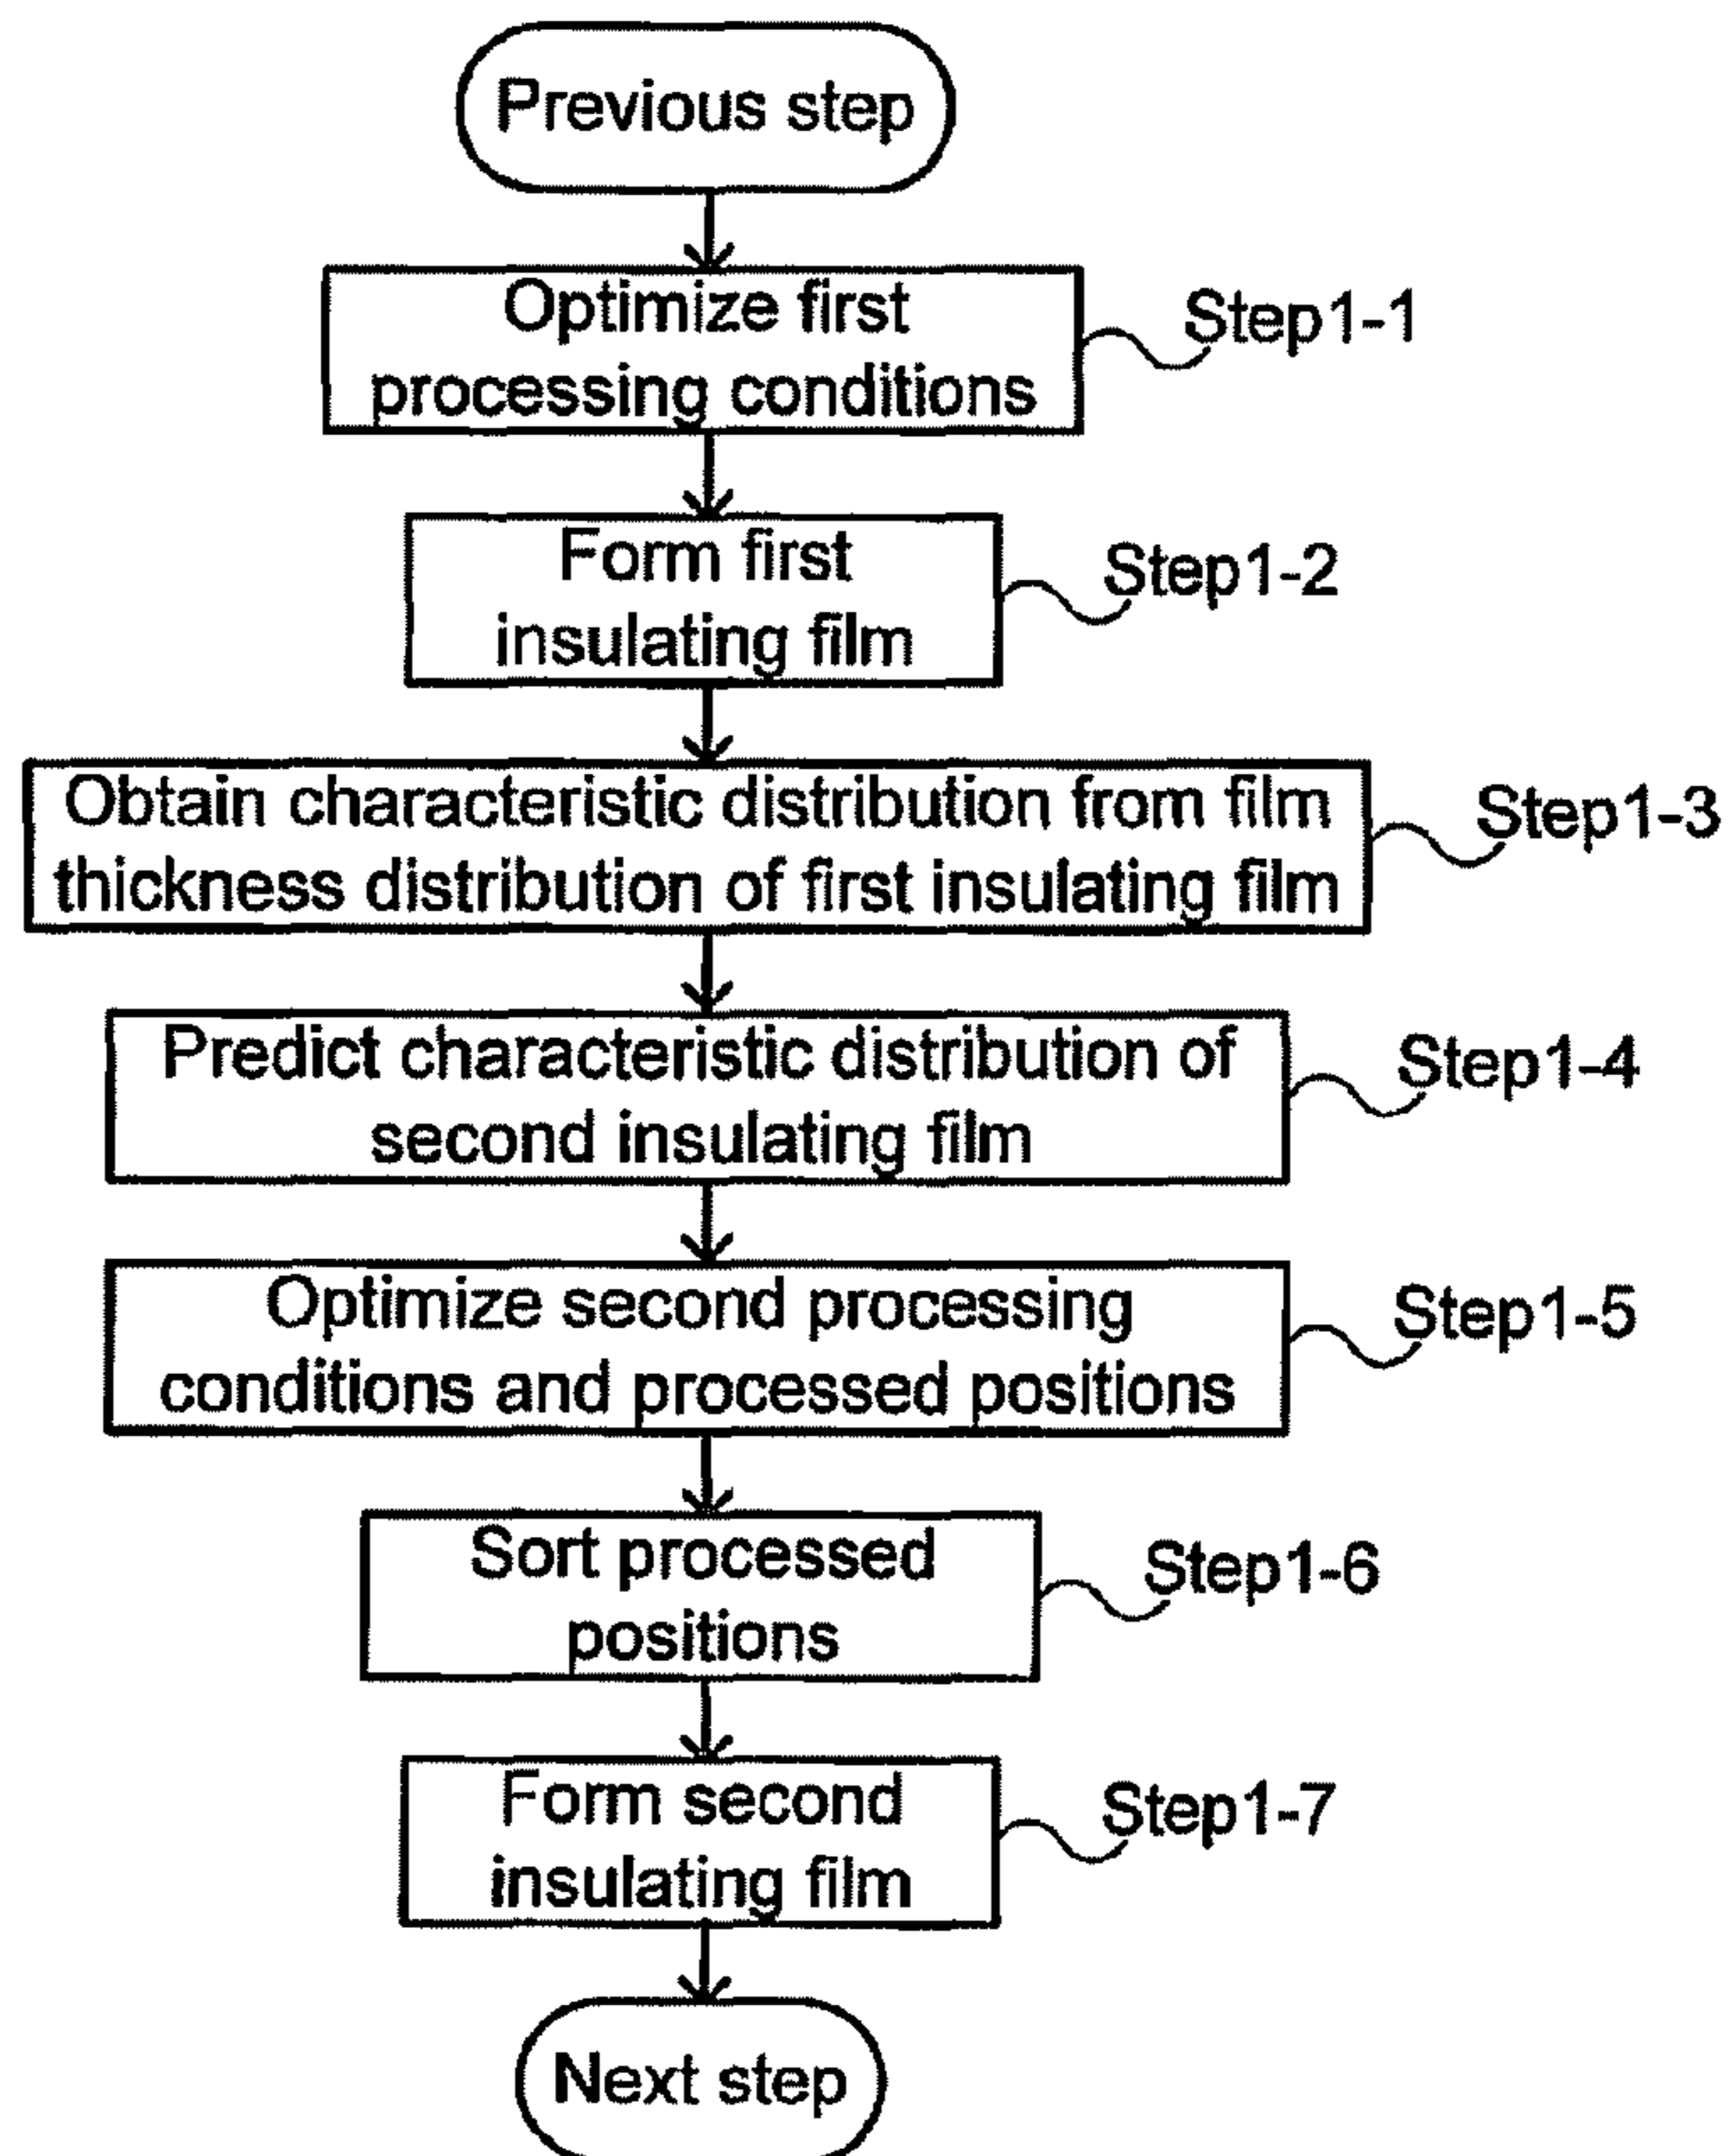 Previous step
Optimize first
processing conditions
Step1-1
Form first
insulating film
Step1-2
Obtain characteristic distribution from film
thickness distribution of first insulating film
Step1-3
Predict characteristic distribution of
second insulating film
Step1-4
Optimize second processing
conditions and processed positions
Step1-5
Sort processed
positions
Step1-6
Form second
insulating film
Step1-7
Next step